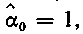 α̂₀ = 1,